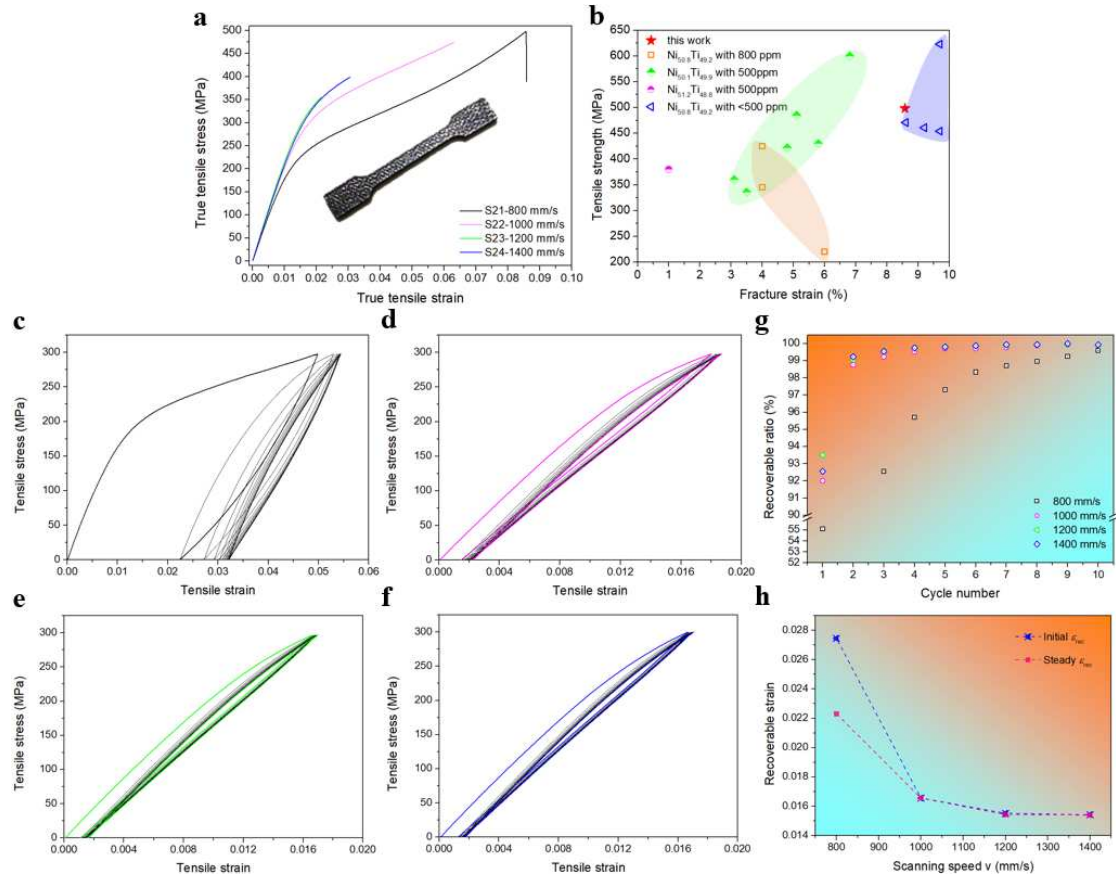 a
True tensile stress (MPa)
500
450
400
350
300
250
200
150
100
50
0
0.00 0.01 0.02 0.03 0.04 0.05 0.06 0.07 0.08 0.09 0.10
True tensile strain
S21-800 mm/s
S22-1000 mm/s
S23-1200 mm/s
S24-1400 mm/s
b
Tensile strength (MPa)
650
600
550
500
450
400
350
300
250
200
150
0 1 2 3 4 5 6 7 8 9 10
Fracture strain (%)
this work
Ni50.8Ti49.2 with 800 ppm
Ni50.1Ti49.9 with 500ppm
Ni51.2Ti48.8 with 500ppm
Ni50.8Ti49.2 with <500 ppm
c
Tensile stress (MPa)
300
250
200
150
100
50
0
0.00 0.01 0.02 0.03 0.04 0.05 0.06
Tensile strain
d
Tensile stress (MPa)
300
250
200
150
100
50
0
0.000 0.004 0.008 0.012 0.016 0.020
Tensile strain
g
Recoverable ratio (%)
100
99
98
97
96
95
94
93
92
91
90
55
54
53
52
1 2 3 4 5 6 7 8 9 10
Cycle number
800 mm/s
1000 mm/s
1200 mm/s
1400 mm/s
e
Tensile stress (MPa)
300
250
200
150
100
50
0
0.000 0.004 0.008 0.012 0.016 0.020
Tensile strain
f
Tensile stress (MPa)
300
250
200
150
100
50
0
0.000 0.004 0.008 0.012 0.016 0.020
Tensile strain
h
Recoverable strain
0.028
0.026
0.024
0.022
0.020
0.018
0.016
0.014
800 900 1000 1100 1200 1300 1400
Scanning speed v (mm/s)
Initial εrec
Steady εrec